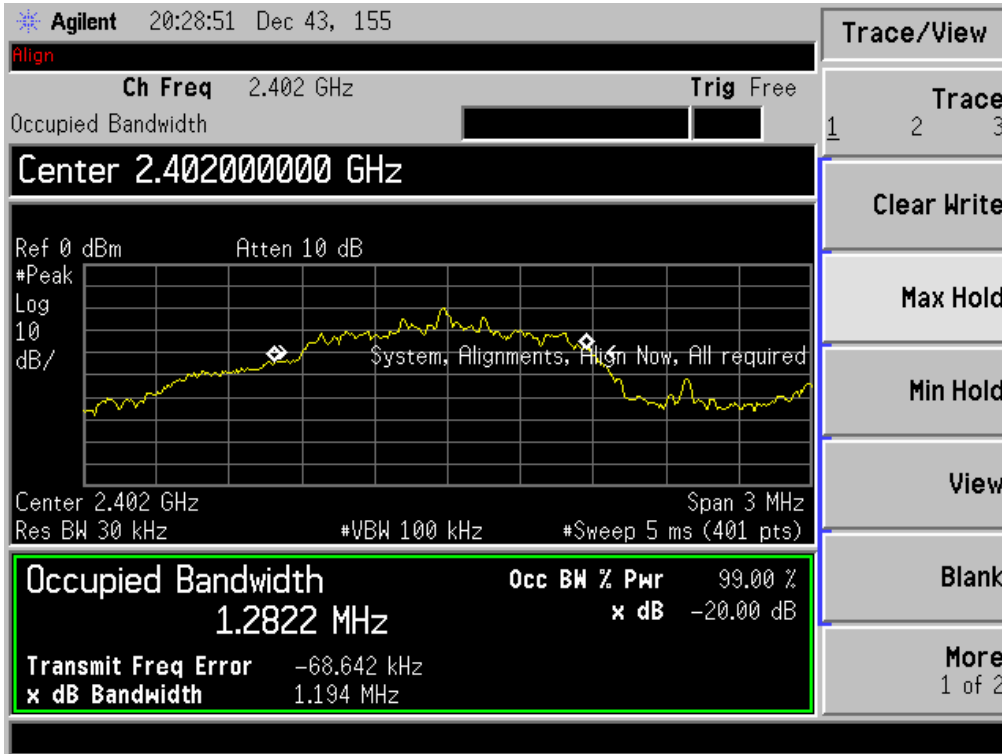 Agilent 20:28:51 Dec 43, 155
Trace/View
Align
Ch Freq 2.402 GHz Trig Free
Occupied Bandwidth
Trace
1 2 3
Center 2.402000000 GHz
Clear Write
Ref 0 dBm Atten 10 dB
#Peak
Log
10
dB/
Max Hold
System, Alignments, Align Now, All required
Min Hold
View
Center 2.402 GHz Span 3 MHz
Res BW 30 kHz #VBW 100 kHz #Sweep 5 ms (401 pts)
Occupied Bandwidth
1.2822 MHz
Occ BW % Pwr 99.00 %
x dB -20.00 dB
Blank
Transmit Freq Error -68.642 kHz
x dB Bandwidth 1.194 MHz
More
1 of 2